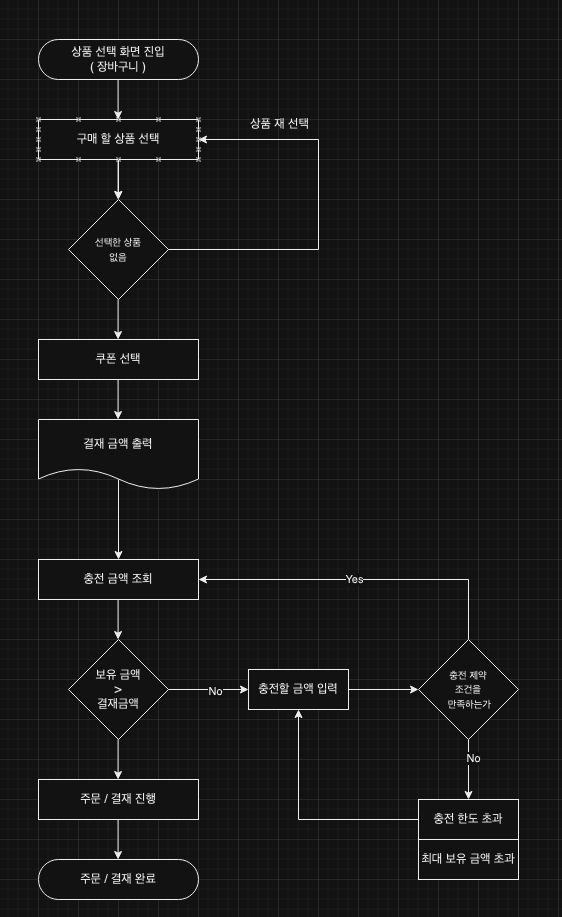 상품 선택 화면 진입
( 장바구니 )
상품 재 선택
구매 할 상품 선택
선택한 상품
없음
쿠폰 선택
결재 금액 출력
충전 금액 조회
Yes
보유 금액
>
결재금액
No
충전할 금액 입력
충전 제약
조건을
만족하는가
No
주문 / 결재 진행
충전 한도 초과
최대 보유 금액 초과
주문 / 결재 완료